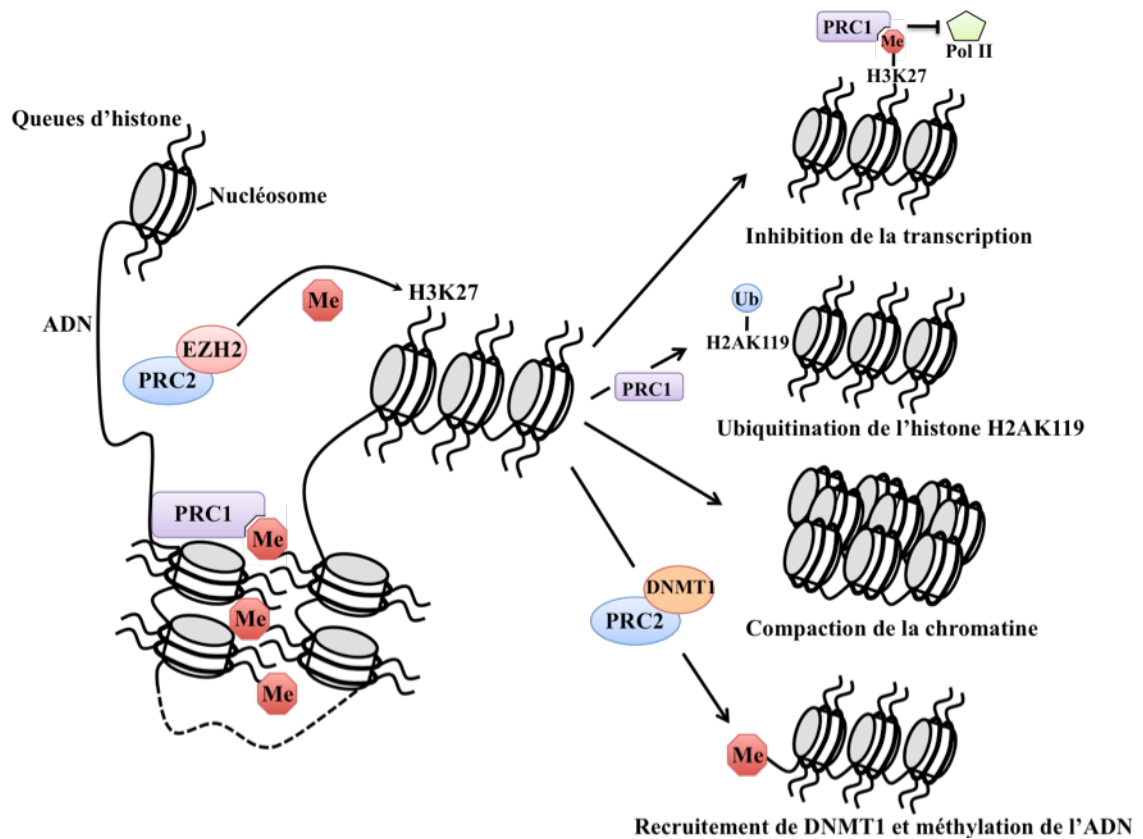 Queues d'histone
Nucléosome
ADN
EZH2
PRC2
Me
H3K27
PRC1
Me
Me
Me
PRC1
Me
Pol II
H3K27
Inhibition de la transcription
Ub
H2AK119
PRC1
Ubiquitination de l'histone H2AK119
Compaction de la chromatine
DNMT1
PRC2
Me
Recruitement de DNMT1 et méthylation de l'ADN